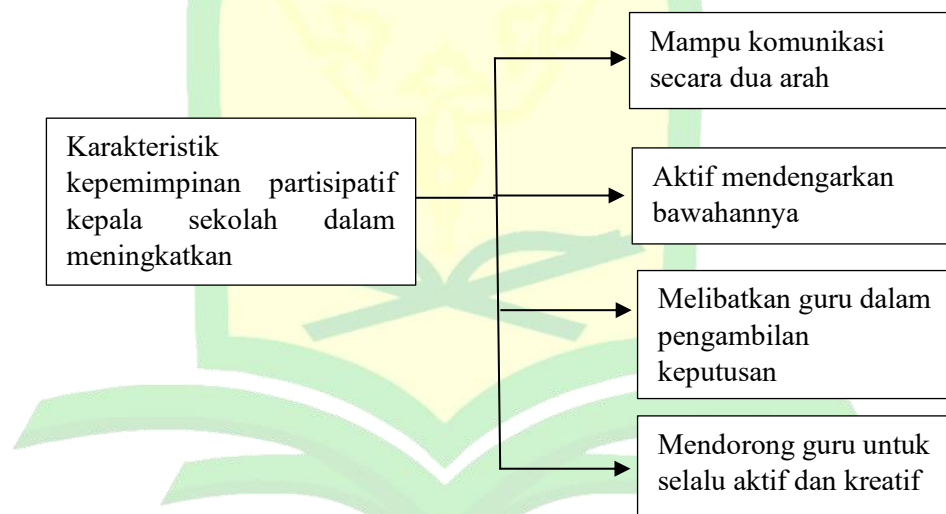 Karakteristik
kepemimpinan partisipatif
kepala sekolah dalam
meningkatkan
Mampu komunikasi
secara dua arah
Aktif mendengarkan
bawahannya
Melibatkan guru dalam
pengambilan
keputusan
Mendorong guru untuk
selalu aktif dan kreatif